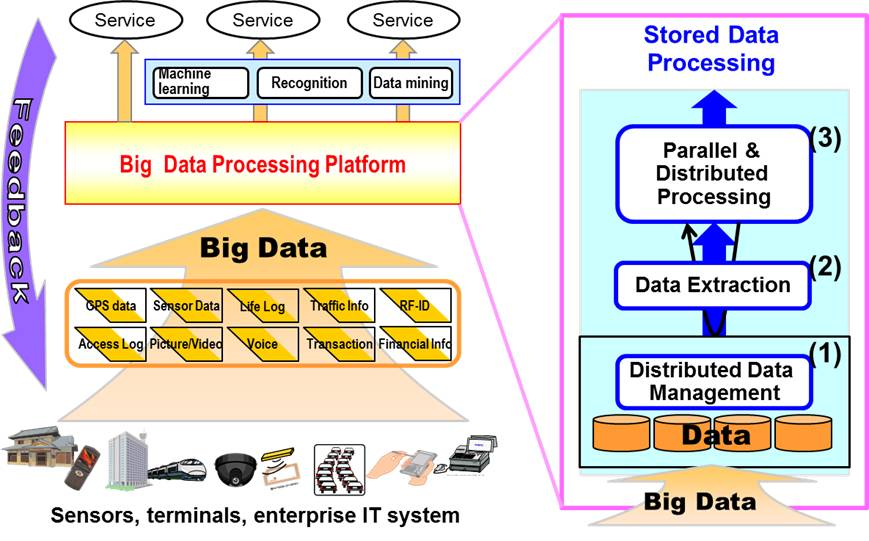 Service
Service
Service
Machine
learning
Recognition
Data mining
Feedback
Big Data Processing Platform
Big Data
GPS data
Sensor Data
Life Log
Traffic Info
RF-ID
Access Log
Picture/Video
Voice
Transaction
Financial Info
Sensors, terminals, enterprise IT system
Stored Data
Processing
(3)
Parallel &
Distributed
Processing
(2)
Data Extraction
(1)
Distributed Data
Management
Data
Big Data